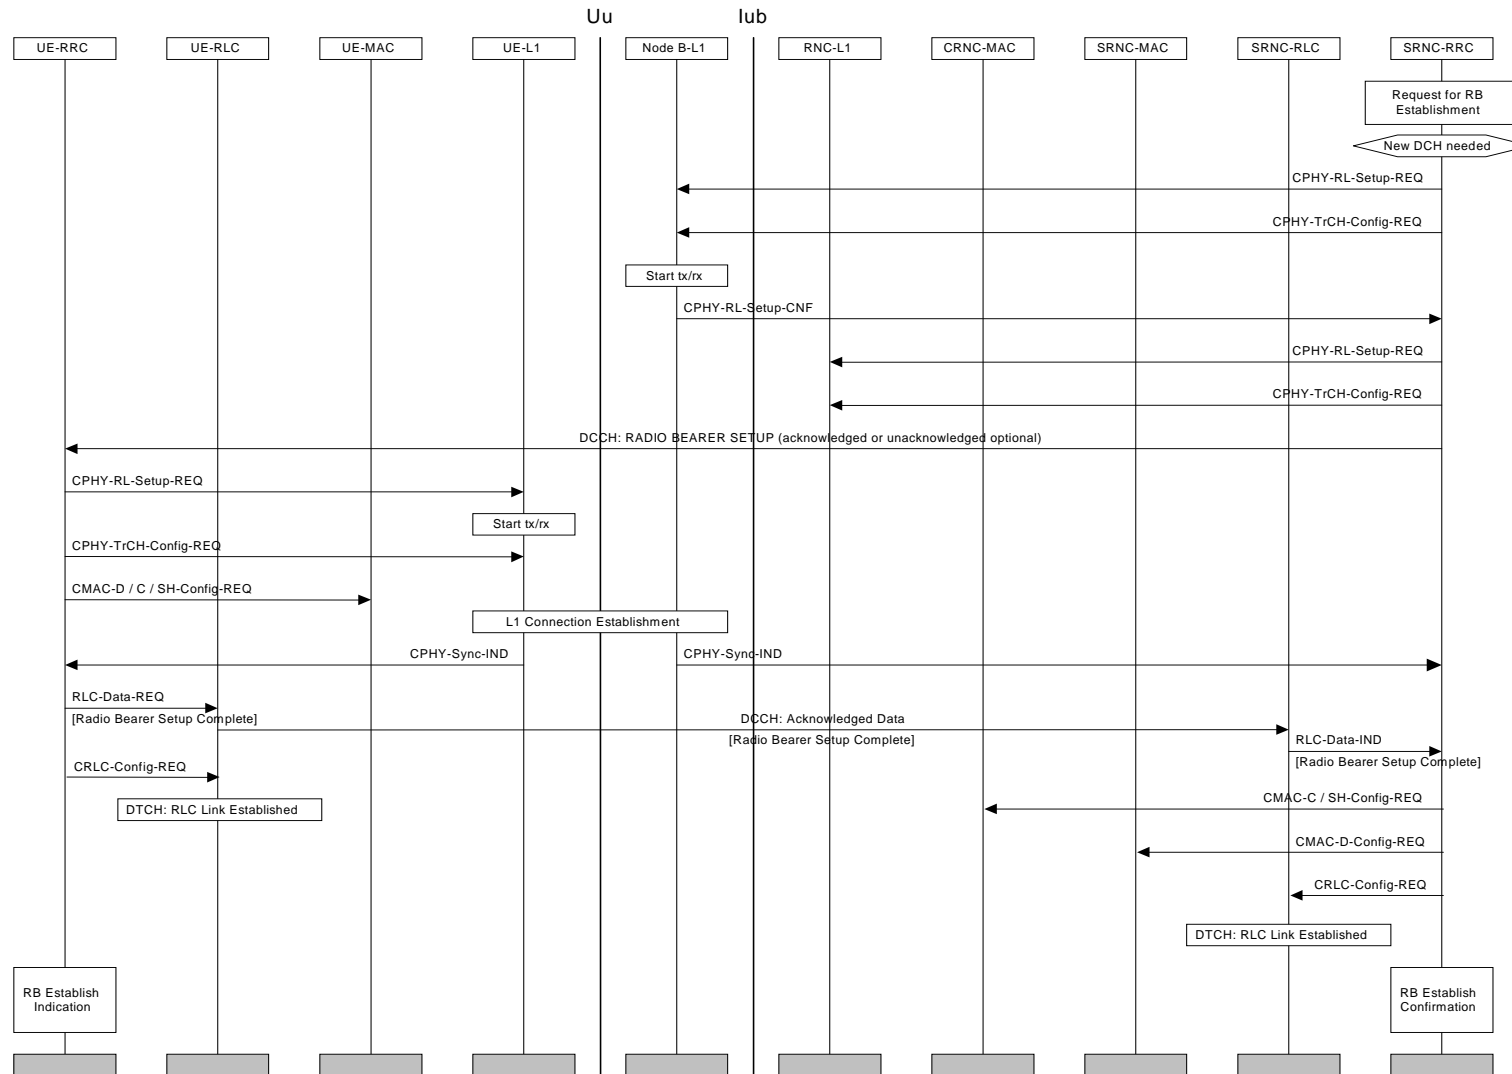 Uu
Iub
UE-RRC
UE-RLC
UE-MAC
UE-L1
Node B-L1
RNC-L1
CRNC-MAC
SRNC-MAC
SRNC-RLC
SRNC-RRC
Request for RB
Establishment
New DCH needed
CPHY-RL-Setup-REQ
CPHY-TrCH-Config-REQ
Start tx/rx
CPHY-RL-Setup-CNF
CPHY-RL-Setup-REQ
CPHY-TrCH-Config-REQ
DCCH: RADIO BEARER SETUP (acknowledged or unacknowledged optional)
CPHY-RL-Setup-REQ
Start tx/rx
CPHY-TrCH-Config-REQ
CMAC-D / C / SH-Config-REQ
L1 Connection Establishment
CPHY-Sync-IND
CPHY-Sync-IND
RLC-Data-REQ
[Radio Bearer Setup Complete]
DCCH: Acknowledged Data
[Radio Bearer Setup Complete]
RLC-Data-IND
[Radio Bearer Setup Complete]
CRLC-Config-REQ
DTCH: RLC Link Established
CMAC-C / SH-Config-REQ
CMAC-D-Config-REQ
CRLC-Config-REQ
DTCH: RLC Link Established
RB Establish
Indication
RB Establish
Confirmation